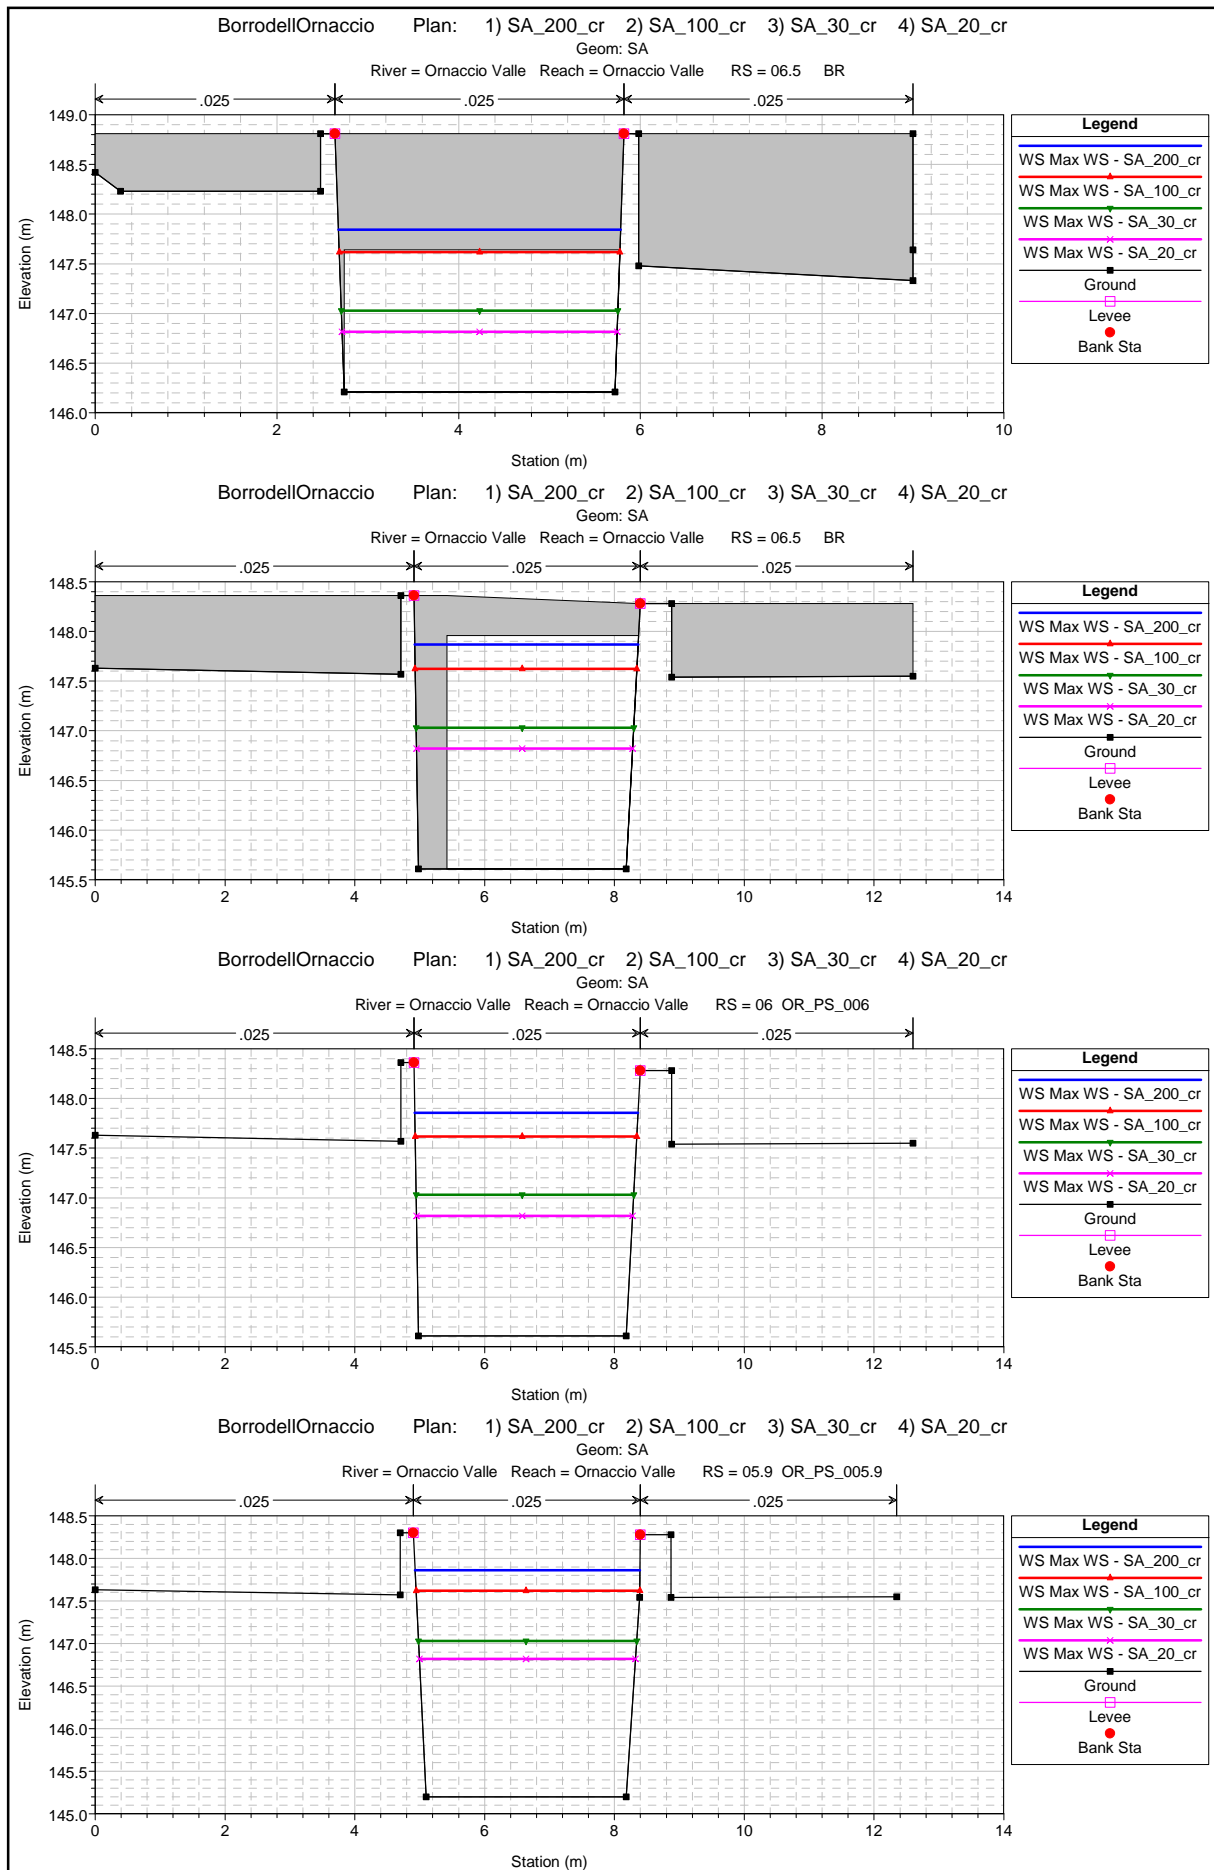 BorrodellOrnaccio Plan: 1) SA_200_cr 2) SA_100_cr 3) SA_30_cr 4) SA_20_cr
Geom: SA
River = Ornaccio Valle Reach = Ornaccio Valle RS = 06.5 BR
.025 .025 .025
149.0
148.5
148.0
147.5
147.0
146.5
146.0
Elevation (m)
0 2 4 6 8 10
Station (m)
Legend
WS Max WS - SA_200_cr
WS Max WS - SA_100_cr
WS Max WS - SA_30_cr
WS Max WS - SA_20_cr
Ground
Levee
Bank Sta
BorrodellOrnaccio Plan: 1) SA_200_cr 2) SA_100_cr 3) SA_30_cr 4) SA_20_cr
Geom: SA
River = Ornaccio Valle Reach = Ornaccio Valle RS = 06.5 BR
.025 .025 .025
148.5
148.0
147.5
147.0
146.5
146.0
145.5
Elevation (m)
0 2 4 6 8 10 12 14
Station (m)
Legend
WS Max WS - SA_200_cr
WS Max WS - SA_100_cr
WS Max WS - SA_30_cr
WS Max WS - SA_20_cr
Ground
Levee
Bank Sta
BorrodellOrnaccio Plan: 1) SA_200_cr 2) SA_100_cr 3) SA_30_cr 4) SA_20_cr
Geom: SA
River = Ornaccio Valle Reach = Ornaccio Valle RS = 06 OR_PS_006
.025 .025 .025
148.5
148.0
147.5
147.0
146.5
146.0
145.5
Elevation (m)
0 2 4 6 8 10 12 14
Station (m)
Legend
WS Max WS - SA_200_cr
WS Max WS - SA_100_cr
WS Max WS - SA_30_cr
WS Max WS - SA_20_cr
Ground
Levee
Bank Sta
BorrodellOrnaccio Plan: 1) SA_200_cr 2) SA_100_cr 3) SA_30_cr 4) SA_20_cr
Geom: SA
River = Ornaccio Valle Reach = Ornaccio Valle RS = 05.9 OR_PS_005.9
.025 .025 .025
148.5
148.0
147.5
147.0
146.5
146.0
145.5
145.0
Elevation (m)
0 2 4 6 8 10 12 14
Station (m)
Legend
WS Max WS - SA_200_cr
WS Max WS - SA_100_cr
WS Max WS - SA_30_cr
WS Max WS - SA_20_cr
Ground
Levee
Bank Sta